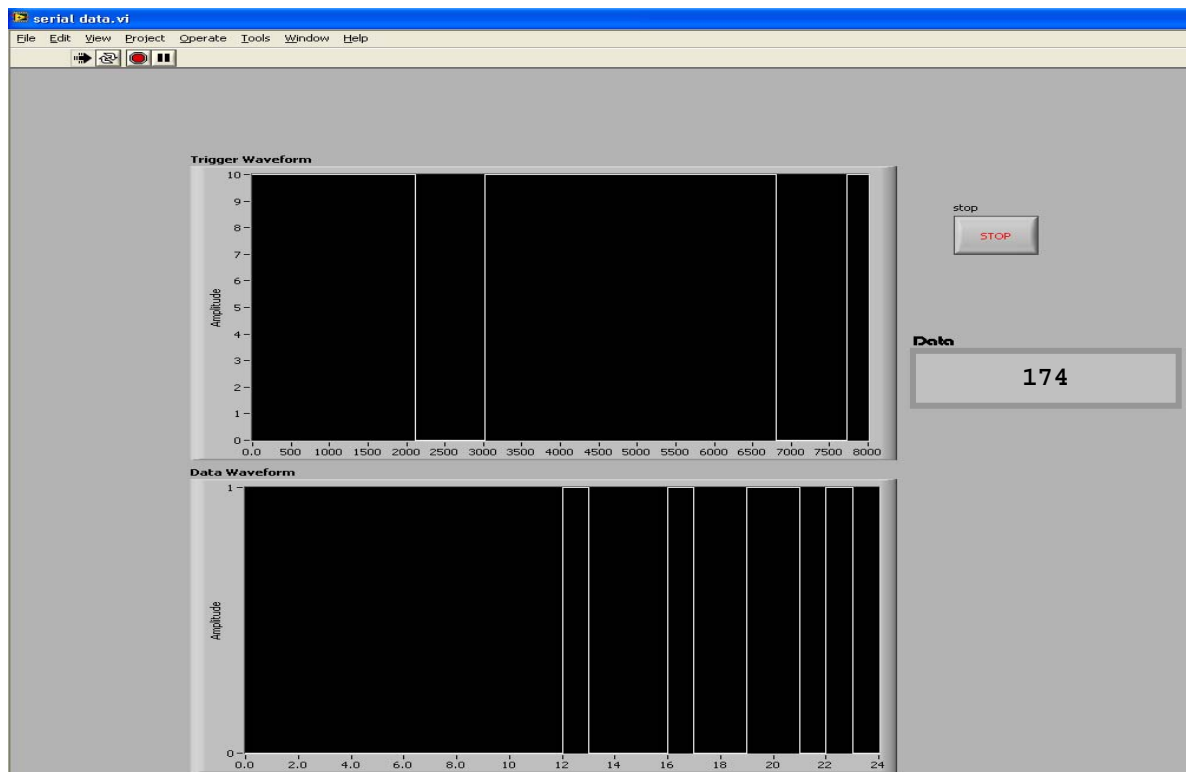 serial data.vi
File Edit View Project Operate Tools Window Help
Trigger Waveform
10
9
8
7
6
5
4
3
2
1
0
Amplitude
0.0 500 1000 1500 2000 2500 3000 3500 4000 4500 5000 5500 6000 6500 7000 7500 8000
stop
STOP
Data
174
Data Waveform
1
0
Amplitude
0.0 2.0 4.0 6.0 8.0 10 12 14 16 18 20 22 24